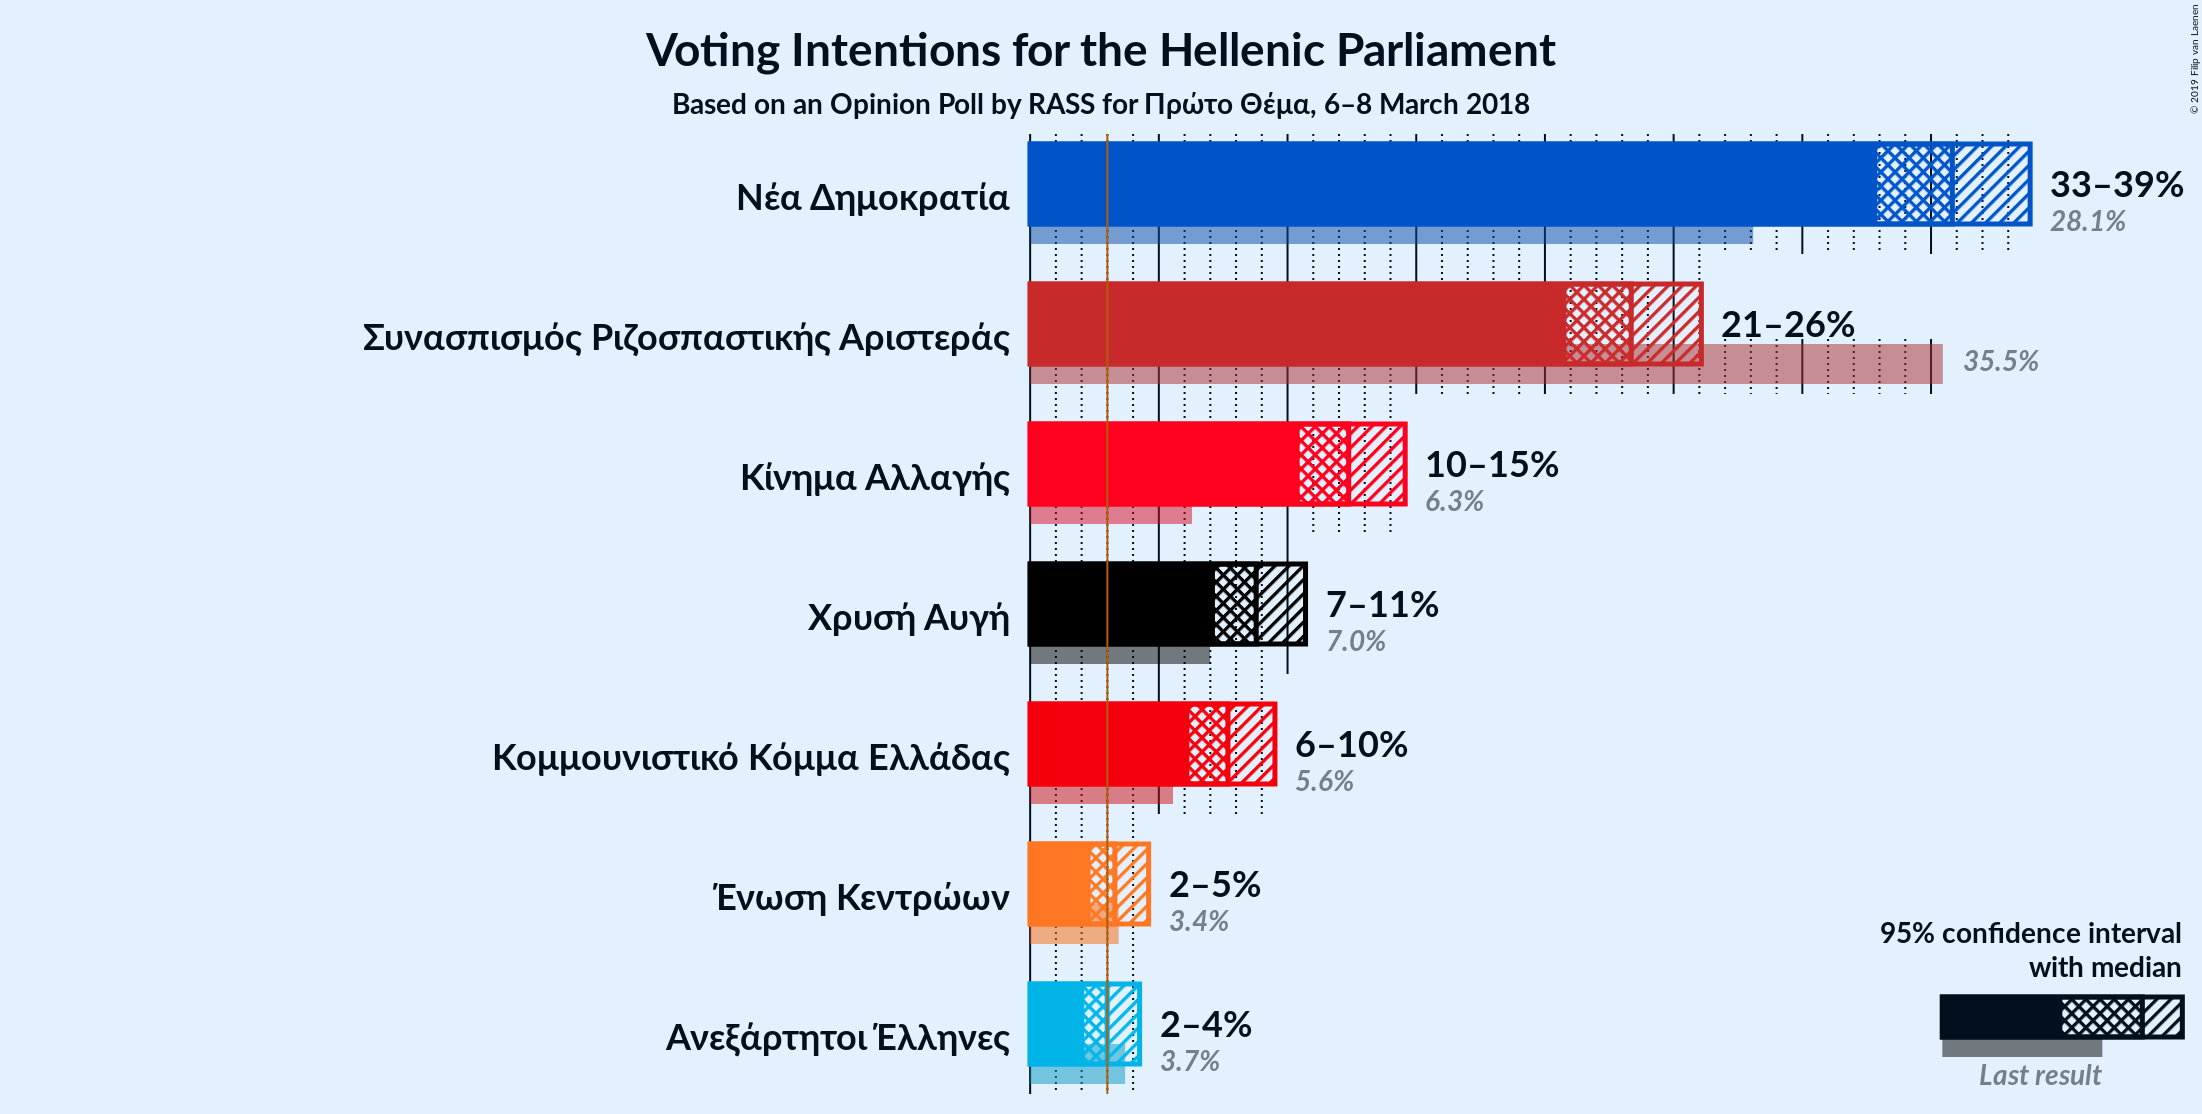 © 2019 Filip van Laenen
Voting Intentions for the Hellenic Parliament
Based on an Opinion Poll by RASS for Πρώτο Θέμα, 6–8 March 2018
Νέα Δημοκρατία
33–39%
28.1%
Συνασπισμός Ριζοσπαστικής Αριστεράς
21–26%
35.5%
Κίνημα Αλλαγής
10–15%
6.3%
Χρυσή Αυγή
7–11%
7.0%
Κομμουνιστικό Κόμμα Ελλάδας
6–10%
5.6%
Ένωση Κεντρώων
2–5%
3.4%
Ανεξάρτητοι Έλληνες
2–4%
3.7%
95% confidence interval
with median
Last result